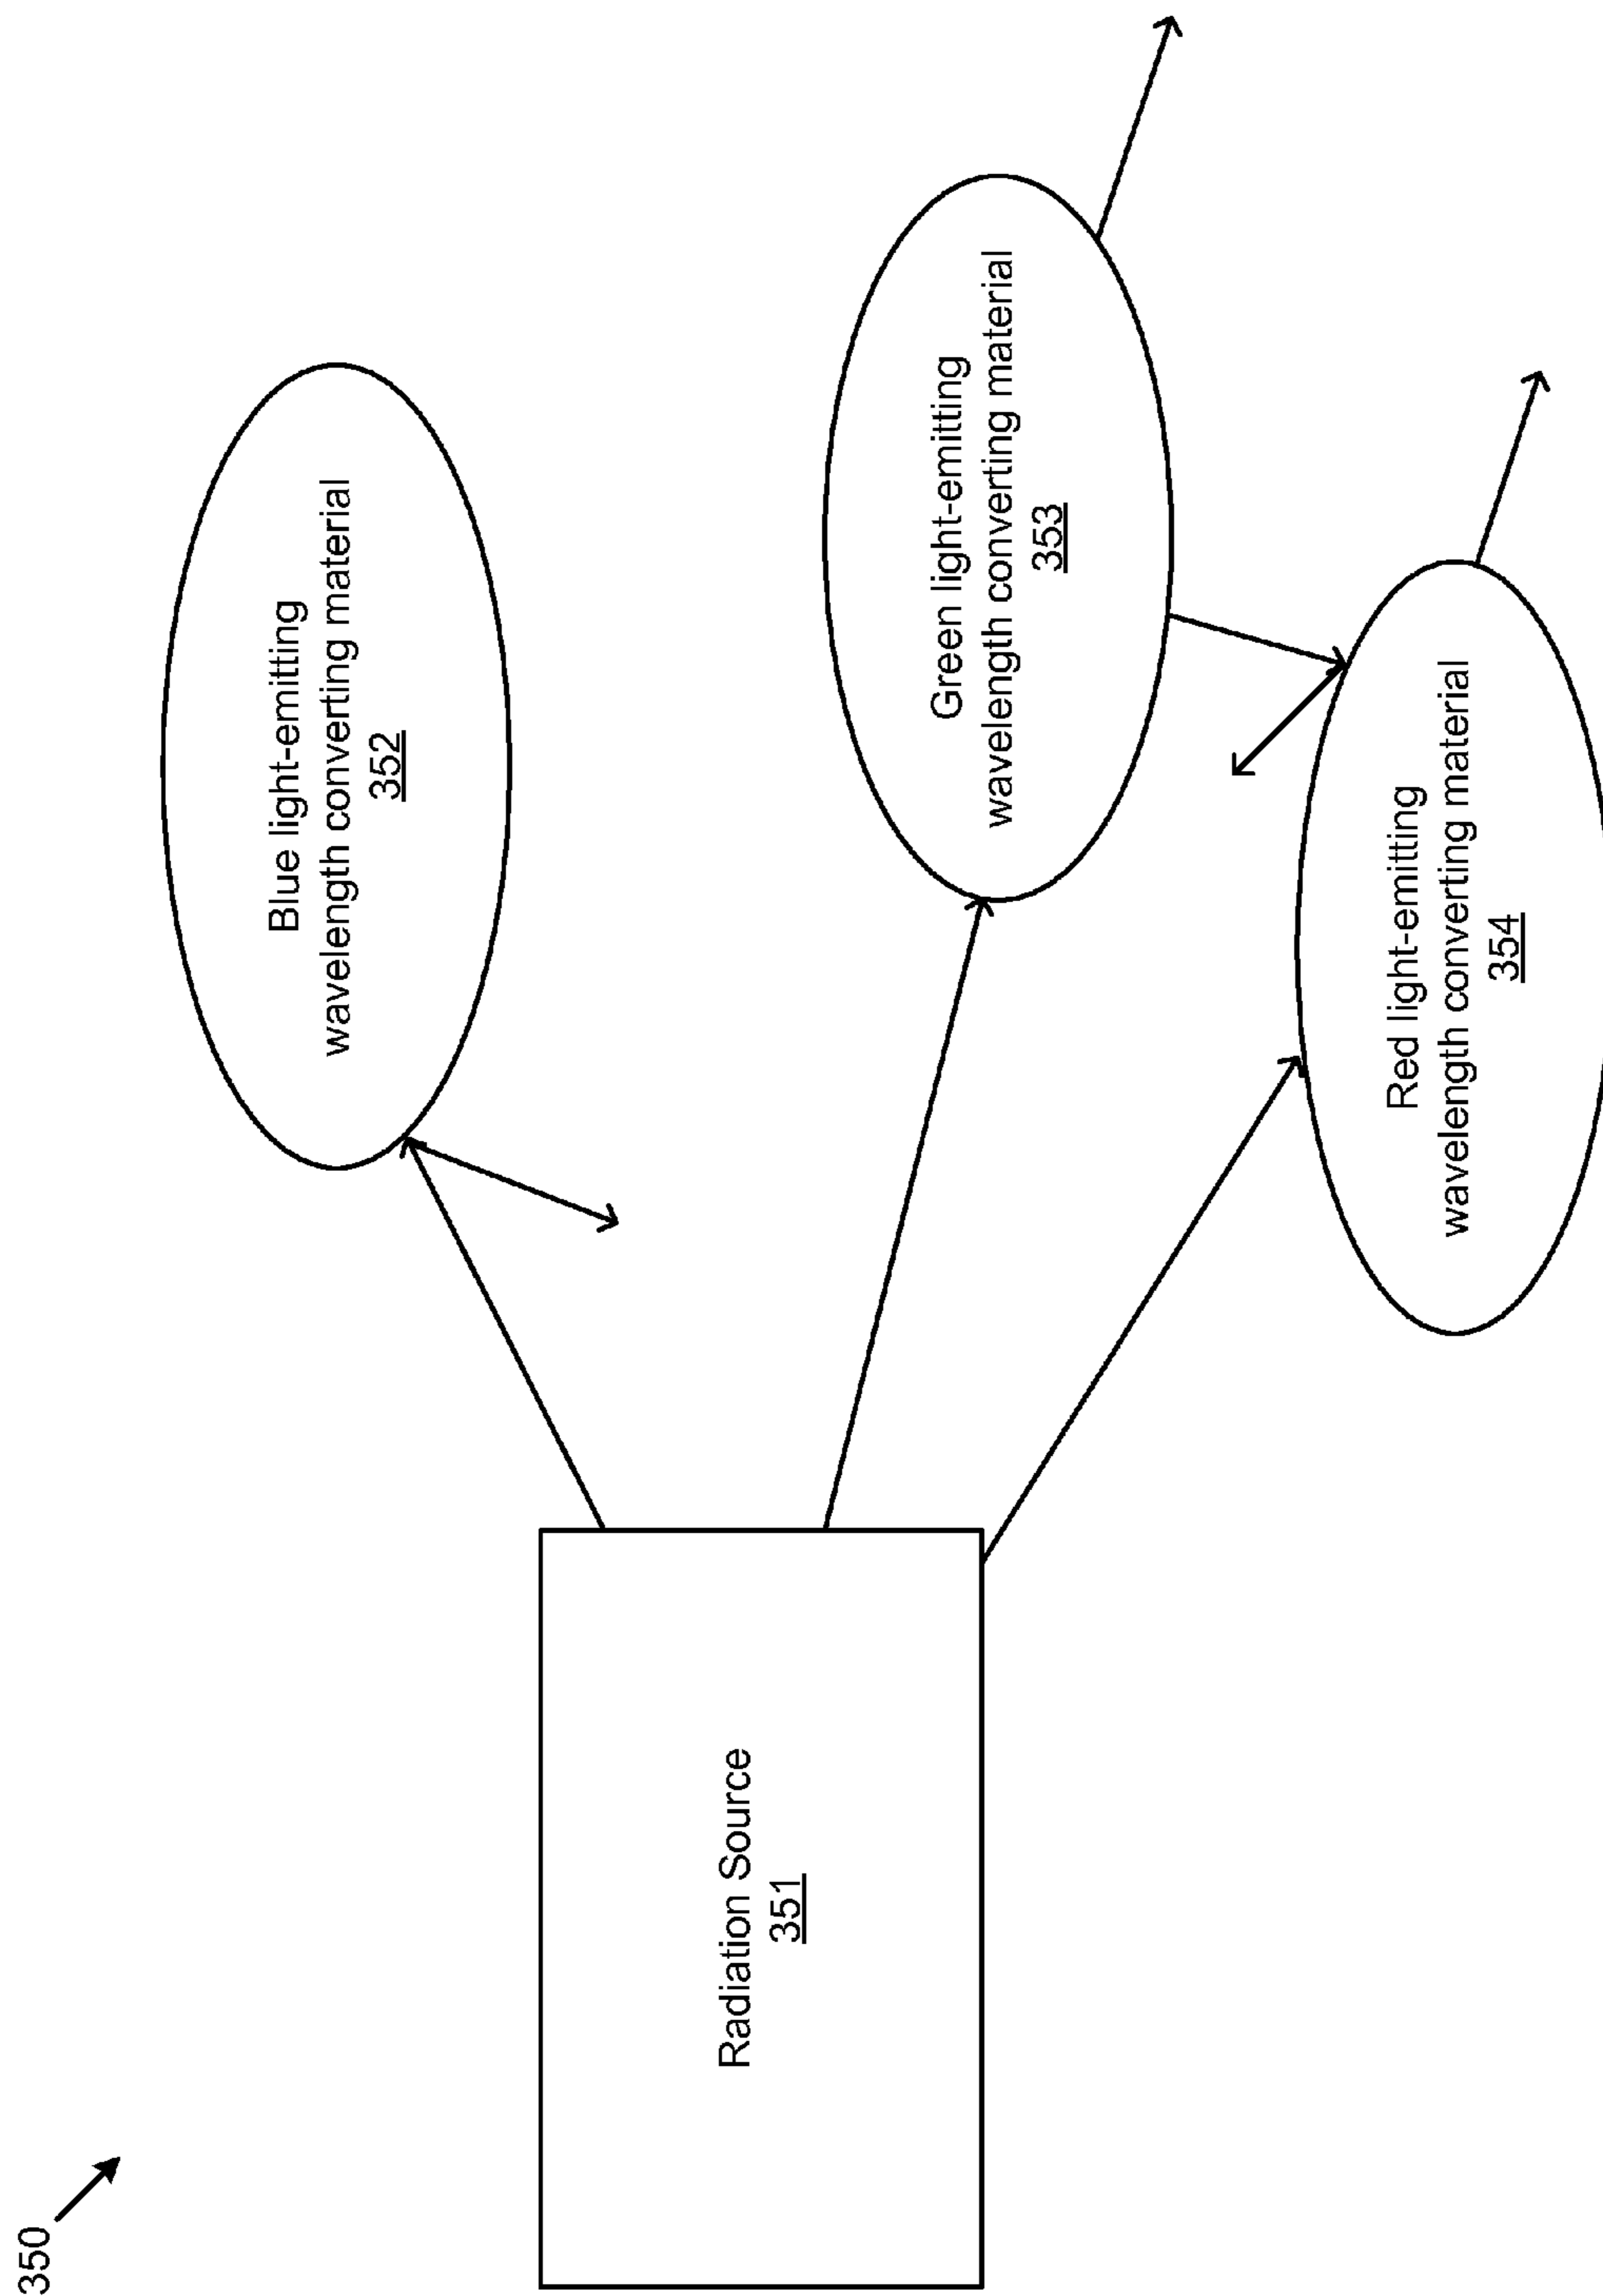 350
Radiation Source
351
Blue light-emitting
wavelength converting material
352
Green light-emitting
wavelength converting material
353
Red light-emitting
wavelength converting material
354